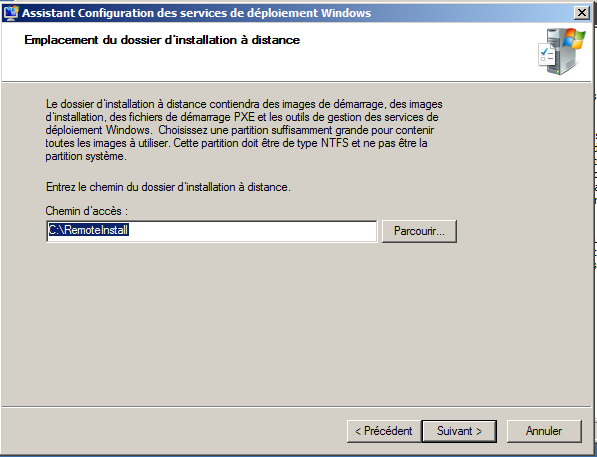 Assistant Configuration des services de déploiement Windows
Emplacement du dossier d'installation à distance
Le dossier d'installation à distance contiendra des images de démarrage, des images
d'installation, des fichiers de démarrage PXE et les outils de gestion des services de
déploiement Windows. Choisissez une partition suffisamment grande pour contenir
toutes les images à utiliser. Cette partition doit être de type NTFS et ne pas être la
partition système.
Entrez le chemin du dossier d'installation à distance.
Chemin d'accès :
C:\RemoteInstall
Parcourir...
< Précédent
Suivant >
Annuler